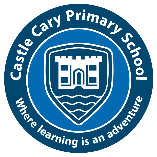 Castle Cary Primary School
Where learning is an adventure